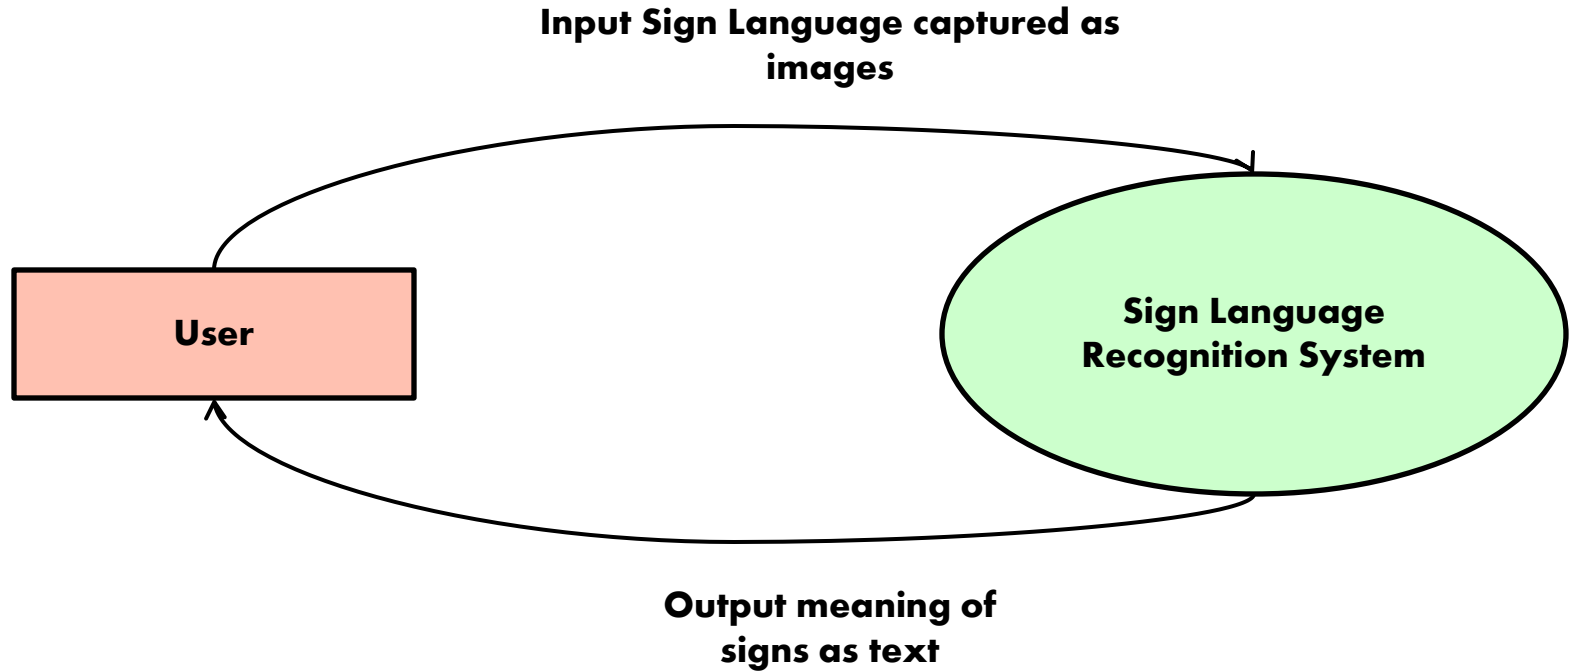 Input Sign Language captured as
images
User
Sign Language
Recognition System
Output meaning of
signs as text